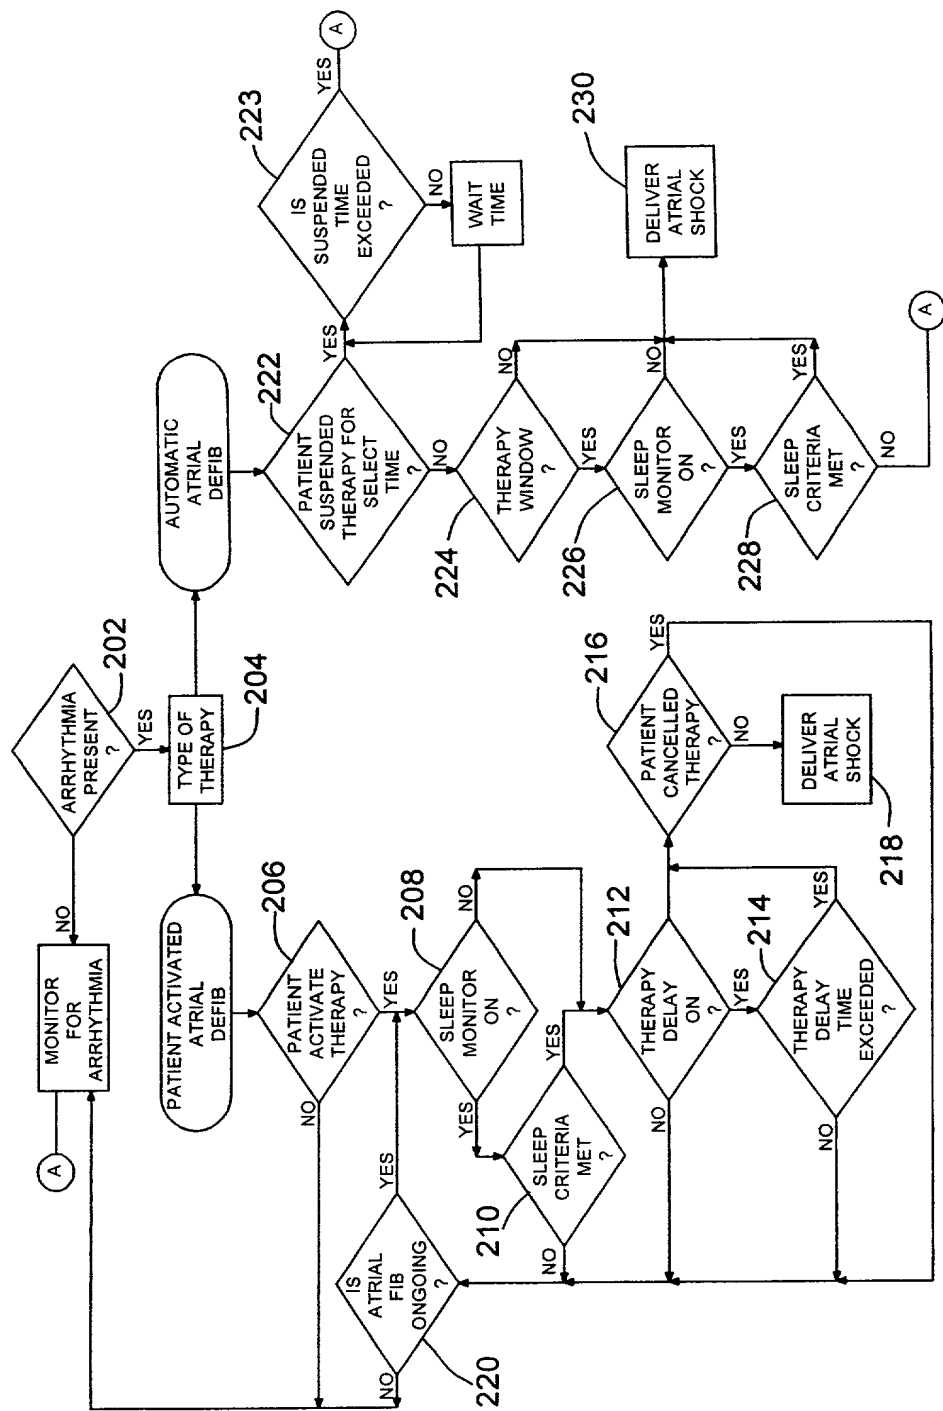 ARRHYTHMIA
PRESENT
?
202
NO
YES
MONITOR
FOR
ARRHYTHMIA
A
TYPE OF
THERAPY
204
PATIENT ACTIVATED
ATRIAL
DEFIB
AUTOMATIC
ATRIAL
DEFIB
206
PATIENT
ACTIVATE
THERAPY
?
NO
YES
IS
ATRIAL
FIB
ONGOING
?
YES
NO
220
208
SLEEP
MONITOR
ON
?
NO
YES
210
SLEEP
CRITERIA
MET
?
YES
NO
212
THERAPY
DELAY
ON
?
NO
YES
214
THERAPY
DELAY
TIME
EXCEEDED
?
NO
YES
216
PATIENT
CANCELLED
THERAPY
?
YES
NO
DELIVER
ATRIAL
SHOCK
218
222
PATIENT
SUSPENDED
THERAPY FOR
SELECT
TIME
?
YES
NO
223
IS
SUSPENDED
TIME
EXCEEDED
?
YES
A
NO
WAIT
TIME
224
THERAPY
WINDOW
?
NO
YES
226
SLEEP
MONITOR
ON
?
NO
YES
228
SLEEP
CRITERIA
MET
?
YES
NO
A
230
DELIVER
ATRIAL
SHOCK